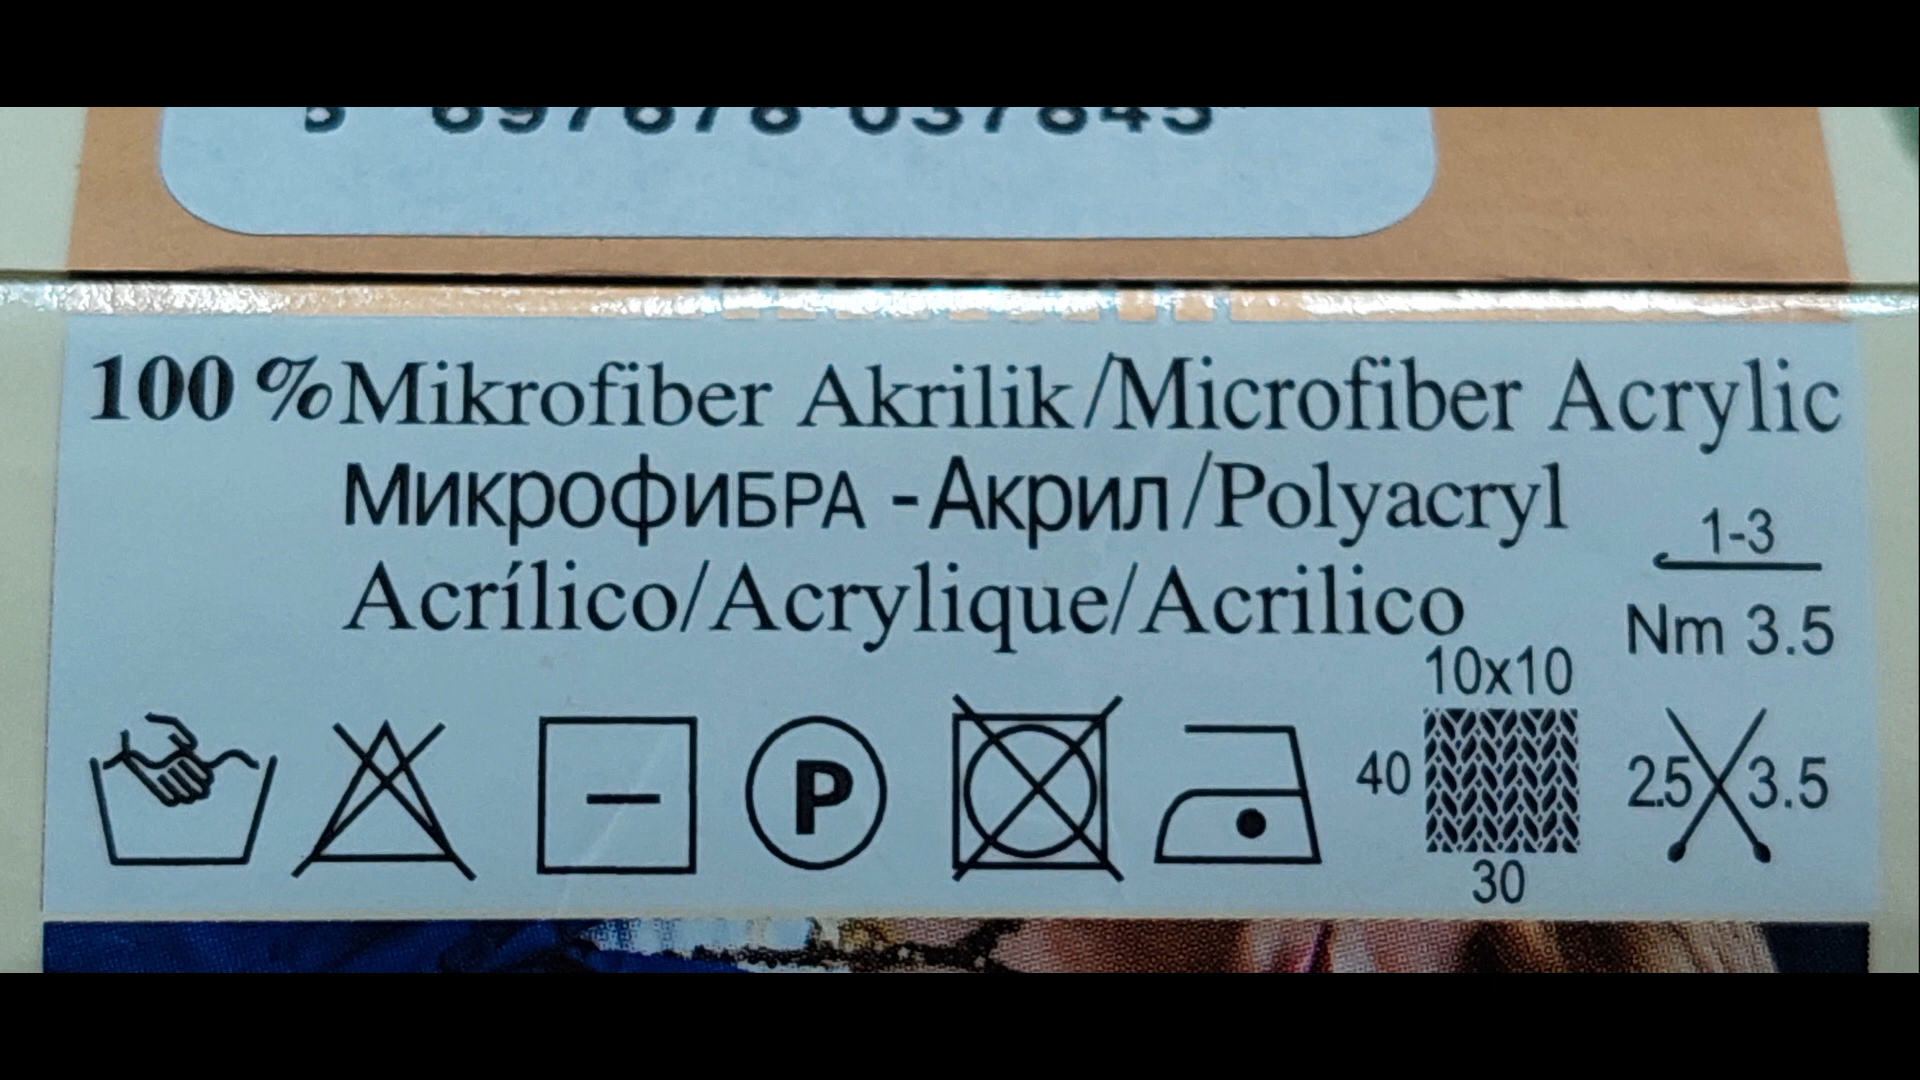 100 % Mikrofiber Akrilik/Microfiber Acrylic
МикрофиБРА - Акрил/Polyacryl
Acrílico/Acrylique/Acrilico
1-3
Nm 3.5
10x10
40
30
2.5 3.5
P